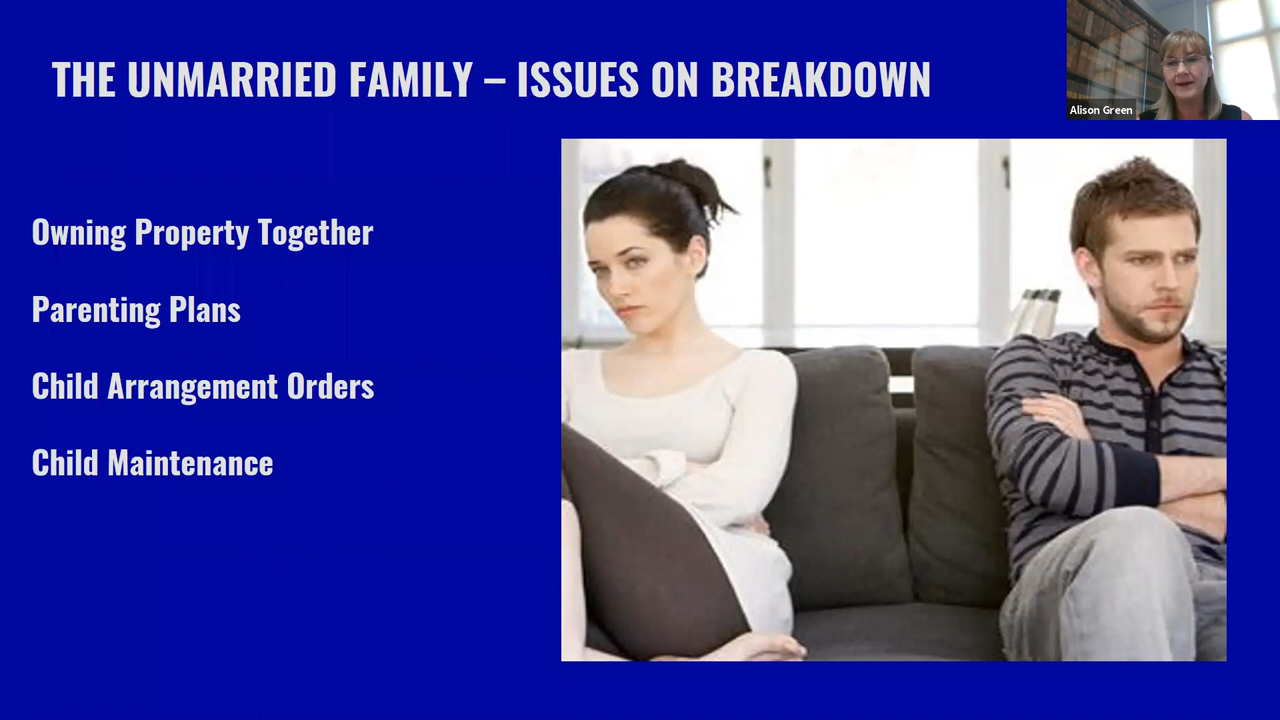 THE UNMARRIED FAMILY – ISSUES ON BREAKDOWN
Alison Green
Owning Property Together
Parenting Plans
Child Arrangement Orders
Child Maintenance